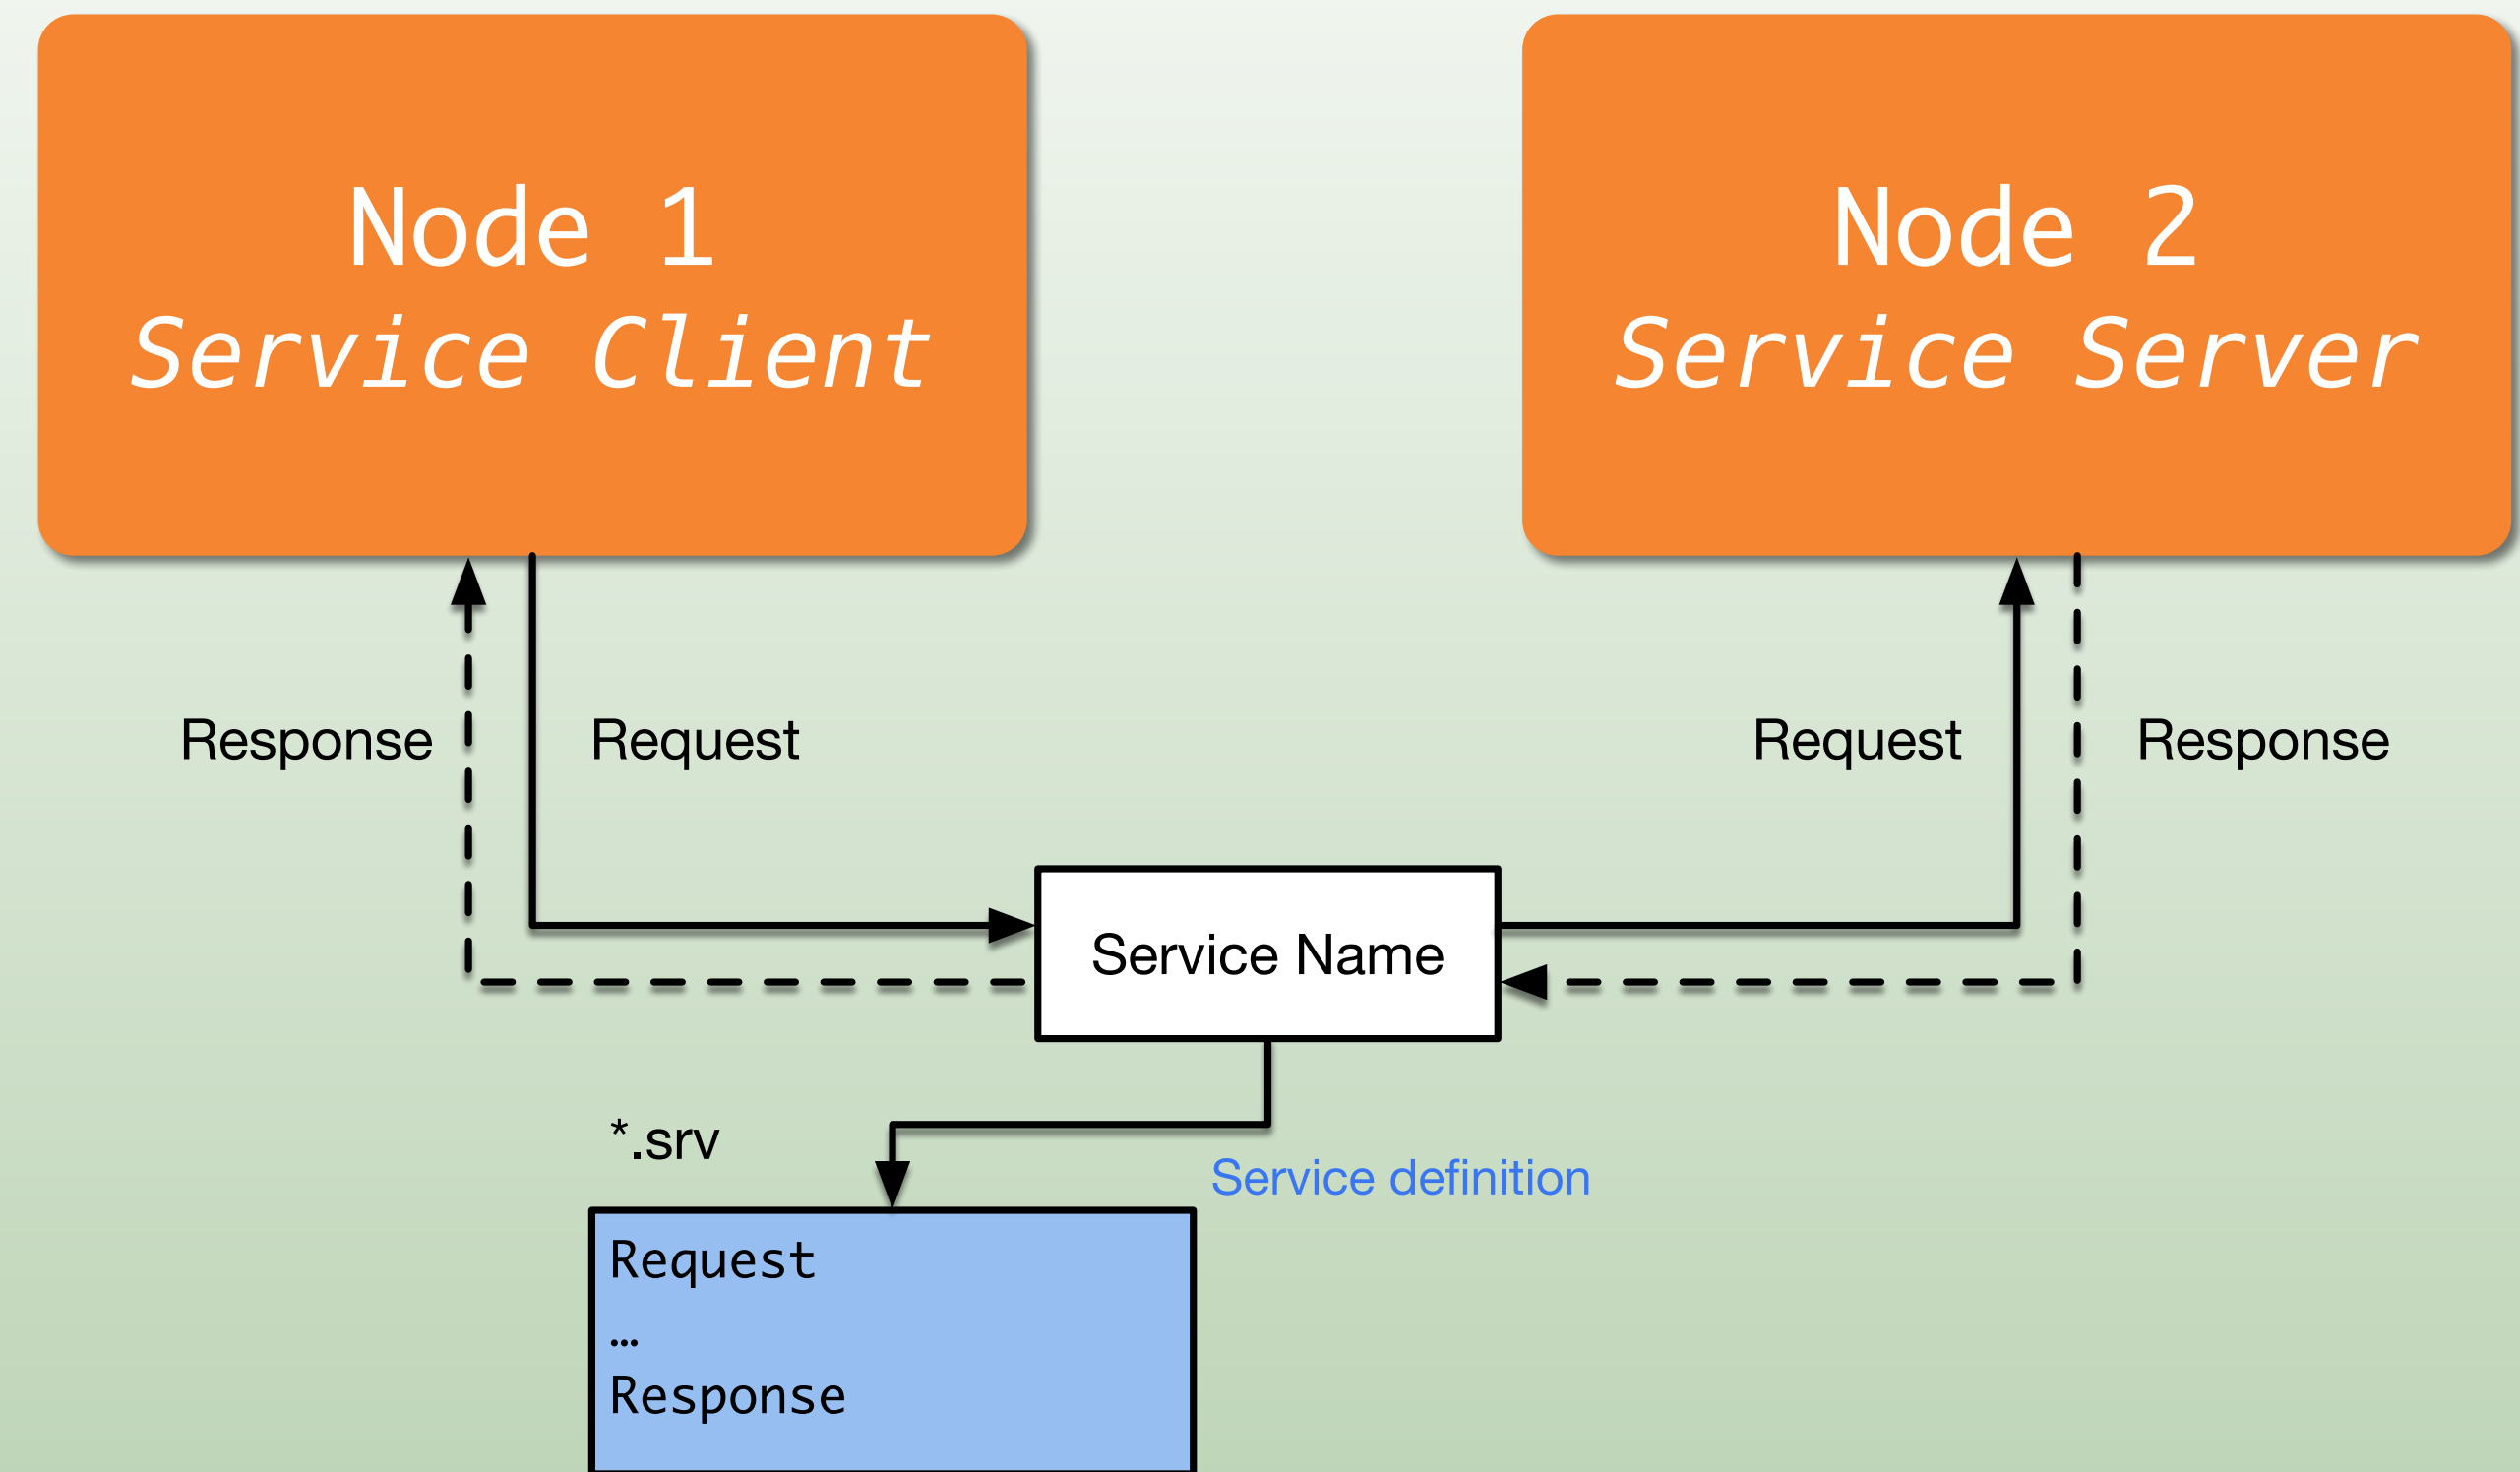 Node 1
Service Client
Node 2
Service Server
Response
Request
Request
Response
Service Name
*.srv
Service definition
Request
…
Response